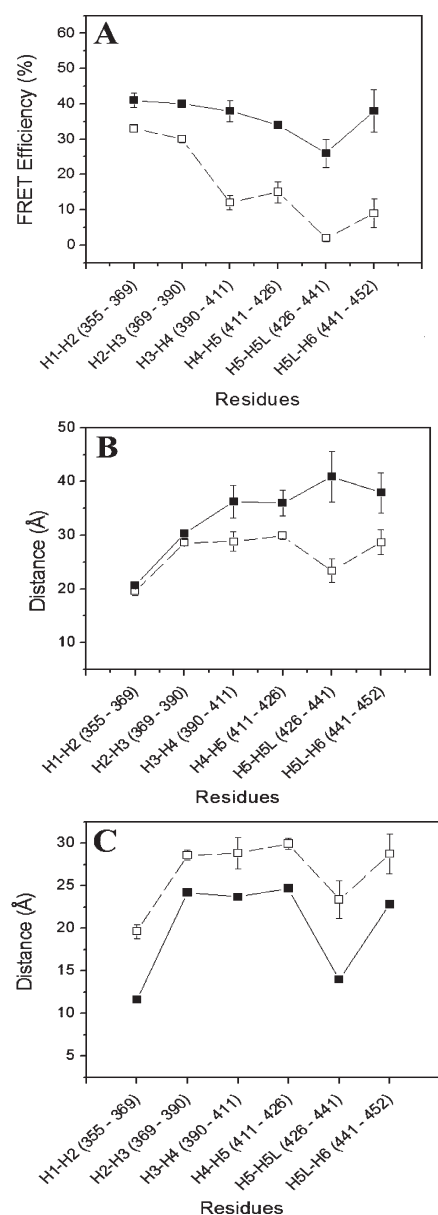 A
FRET Efficiency (%)
60
50
40
30
20
10
0
H1-H2 (355 - 369)
H2-H3 (369 - 390)
H3-H4 (390 - 411)
H4-H5 (411 - 426)
H5-H5L (426 - 441)
H5L-H6 (441 - 452)
Residues
B
Distance (Å)
50
40
30
20
10
H1-H2 (355 - 369)
H2-H3 (369 - 390)
H3-H4 (390 - 411)
H4-H5 (411 - 426)
H5-H5L (426 - 441)
H5L-H6 (441 - 452)
Residues
C
Distance (Å)
30
25
20
15
10
5
H1-H2 (355 - 369)
H2-H3 (369 - 390)
H3-H4 (390 - 411)
H4-H5 (411 - 426)
H5-H5L (426 - 441)
H5L-H6 (441 - 452)
Residues